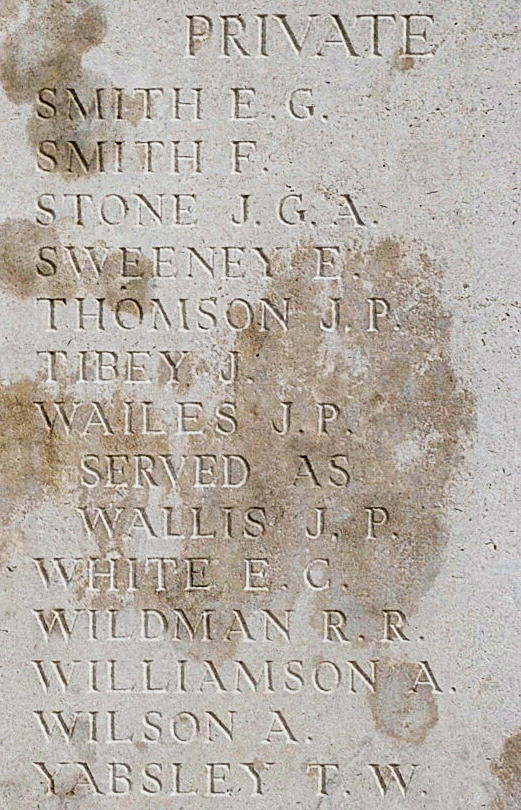 PRIVATE
SMITH E.G.
SMITH F.
STONE J.G.A.
SWEENEY E.
THOMSON J.P.
TIBEY J.
WAILES J.P.
SERVED AS
WALLIS J.P.
WHITE E.C.
WILDMAN R.R.
WILLIAMSON A.
WILSON A.
YABSLEY T.W.